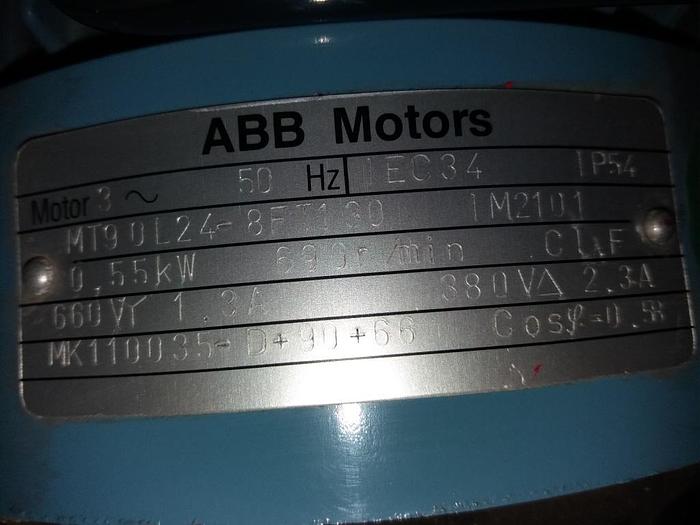 ABB Motors
Motor 3 ~ 50 Hz IEC34 IP54
MT90L24-8FT130 IM2101
0,55kW 690r/min CL.F
660VY 1.3A 380VΔ 2.3A
MK110035- D+90+66 Cosφ=0.58